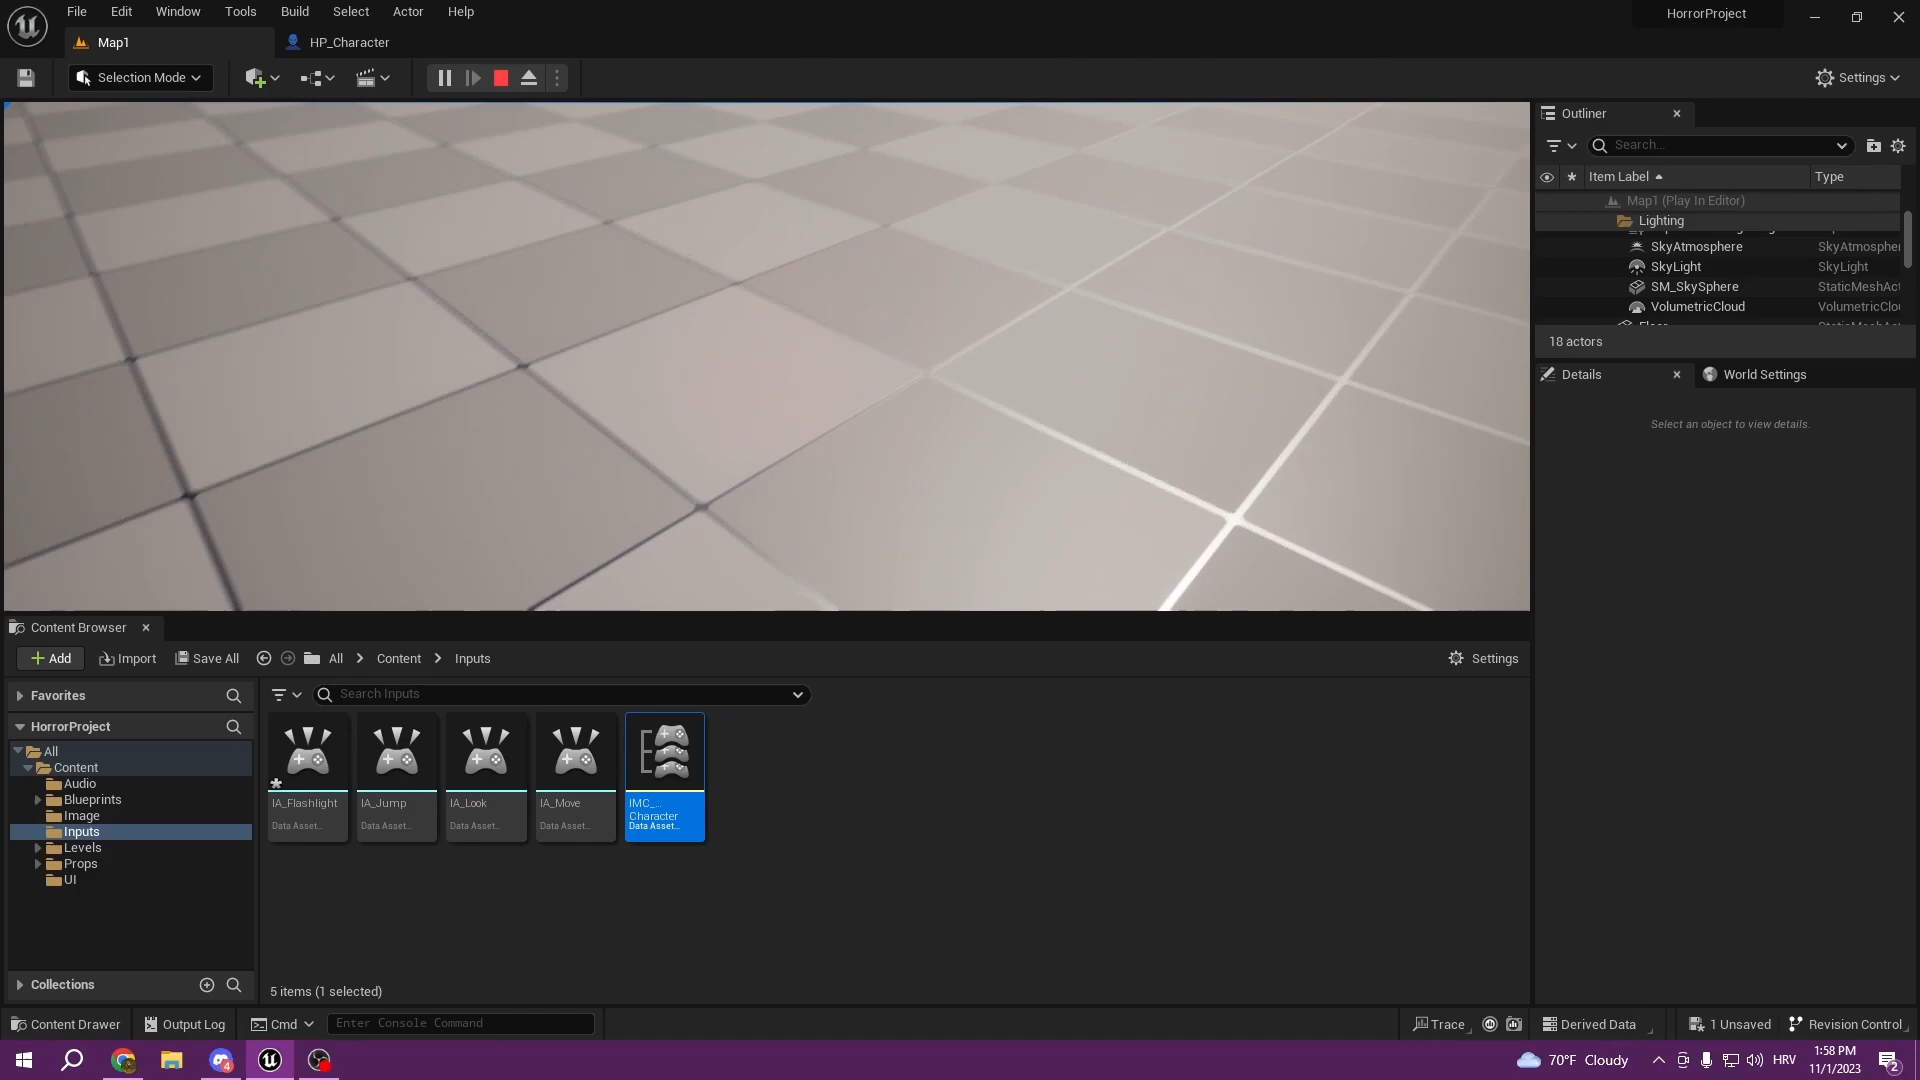 File Edit Window Tools Build Select Actor Help
HorrorProject
Map1
HP_Character
Selection Mode
Settings
Outliner
Search...
Item Label
Type
Map1 (Play In Editor)
Lighting
SkyAtmosphere
SkyAtmospher
SkyLight
SkyLight
SM_SkySphere
StaticMeshAct
VolumetricCloud
VolumetricClou
18 actors
Details
World Settings
Select an object to view details.
Content Browser
Add
Import
Save All
All
Content
Inputs
Settings
Favorites
Search Inputs
HorrorProject
All
Content
Audio
Blueprints
Image
Inputs
Levels
Props
UI
IA_Flashlight
Data Asset...
IA_Jump
Data Asset...
IA_Look
Data Asset...
IA_Move
Data Asset...
IMC_...
Character
Data Asset...
Collections
5 items (1 selected)
Content Drawer
Output Log
Cmd
Enter Console Command
Trace
Derived Data
1 Unsaved
Revision Control
4
70°F Cloudy
HRV
1:58 PM
11/1/2023
2